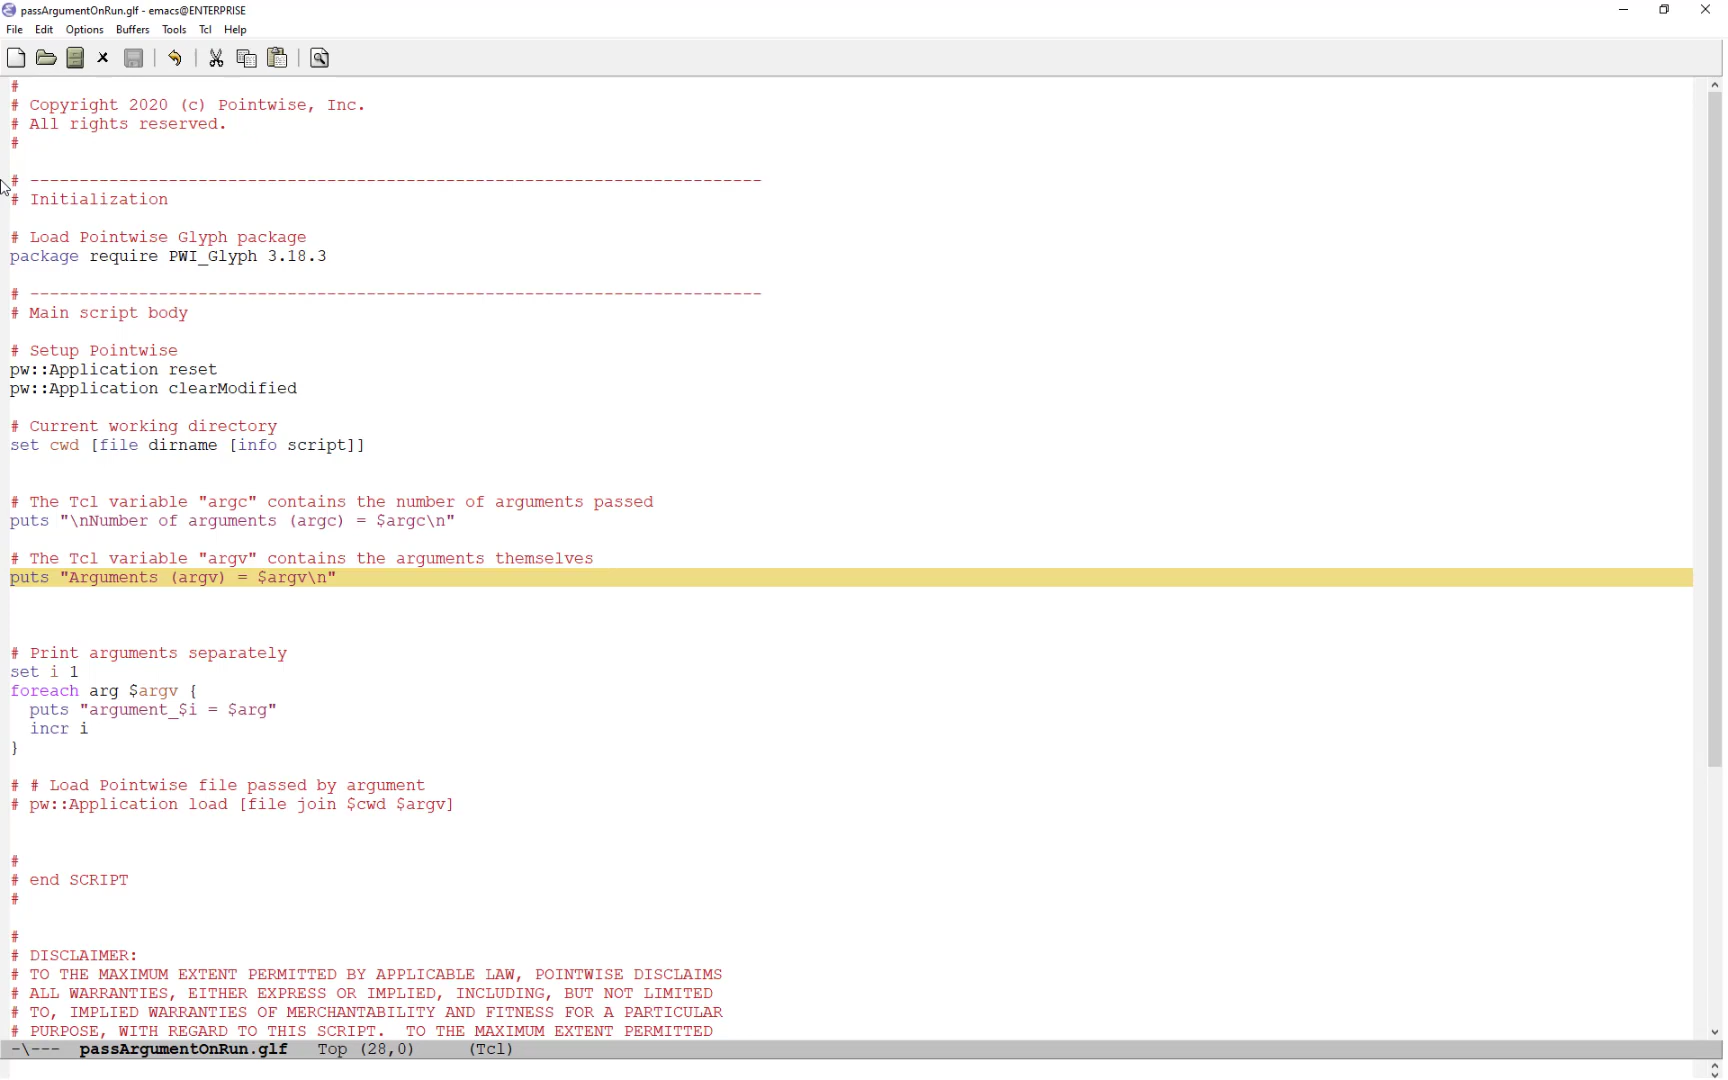 passArgumentOnRun.glf - emacs@ENTERPRISE
File Edit Options Buffers Tools Tcl Help
#
# Copyright 2020 (c) Pointwise, Inc.
# All rights reserved.
#
# --------------------------------------------------------------------------
# Initialization
# Load Pointwise Glyph package
package require PWI_Glyph 3.18.3
# --------------------------------------------------------------------------
# Main script body
# Setup Pointwise
pw::Application reset
pw::Application clearModified
# Current working directory
set cwd [file dirname [info script]]
# The Tcl variable "argc" contains the number of arguments passed
puts "\nNumber of arguments (argc) = $argc\n"
# The Tcl variable "argv" contains the arguments themselves
puts "Arguments (argv) = $argv\n"
# Print arguments separately
set i 1
foreach arg $argv {
  puts "argument_$i = $arg"
  incr i
}
# # Load Pointwise file passed by argument
# pw::Application load [file join $cwd $argv]
#
# end SCRIPT
#
#
# DISCLAIMER:
# TO THE MAXIMUM EXTENT PERMITTED BY APPLICABLE LAW, POINTWISE DISCLAIMS
# ALL WARRANTIES, EITHER EXPRESS OR IMPLIED, INCLUDING, BUT NOT LIMITED
# TO, IMPLIED WARRANTIES OF MERCHANTABILITY AND FITNESS FOR A PARTICULAR
# PURPOSE, WITH REGARD TO THIS SCRIPT.  TO THE MAXIMUM EXTENT PERMITTED
-\---  passArgumentOnRun.glf   Top (28,0)     (Tcl)